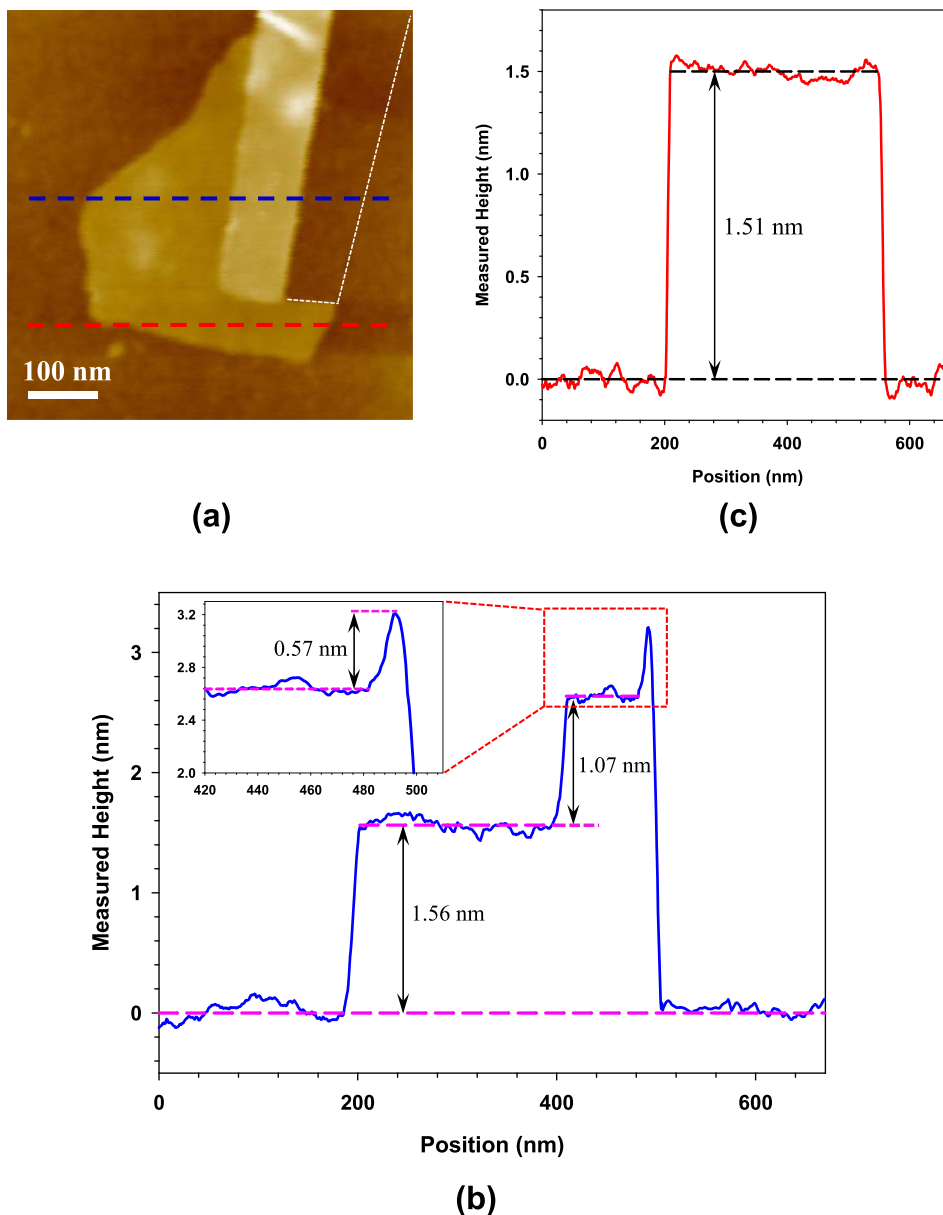 100 nm
(a)
Measured Height (nm)
1.5
1.0
0.5
0.0
1.51 nm
0
200
400
600
Position (nm)
(c)
Measured Height (nm)
3
2
1
0
3.2
2.8
2.4
2.0
0.57 nm
420
440
460
480
500
1.07 nm
1.56 nm
0
200
400
600
Position (nm)
(b)